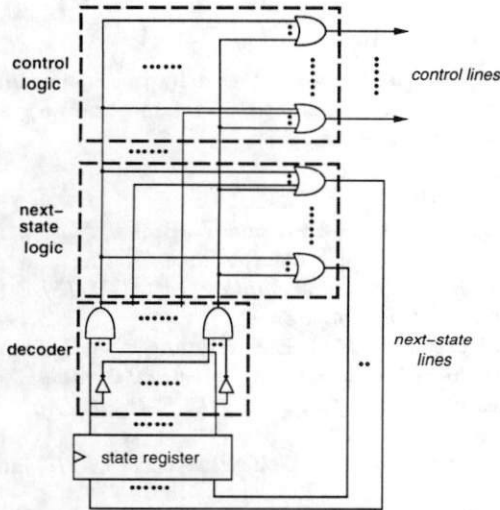 control
logic
control lines
next–
state
logic
decoder
next–state
lines
state register